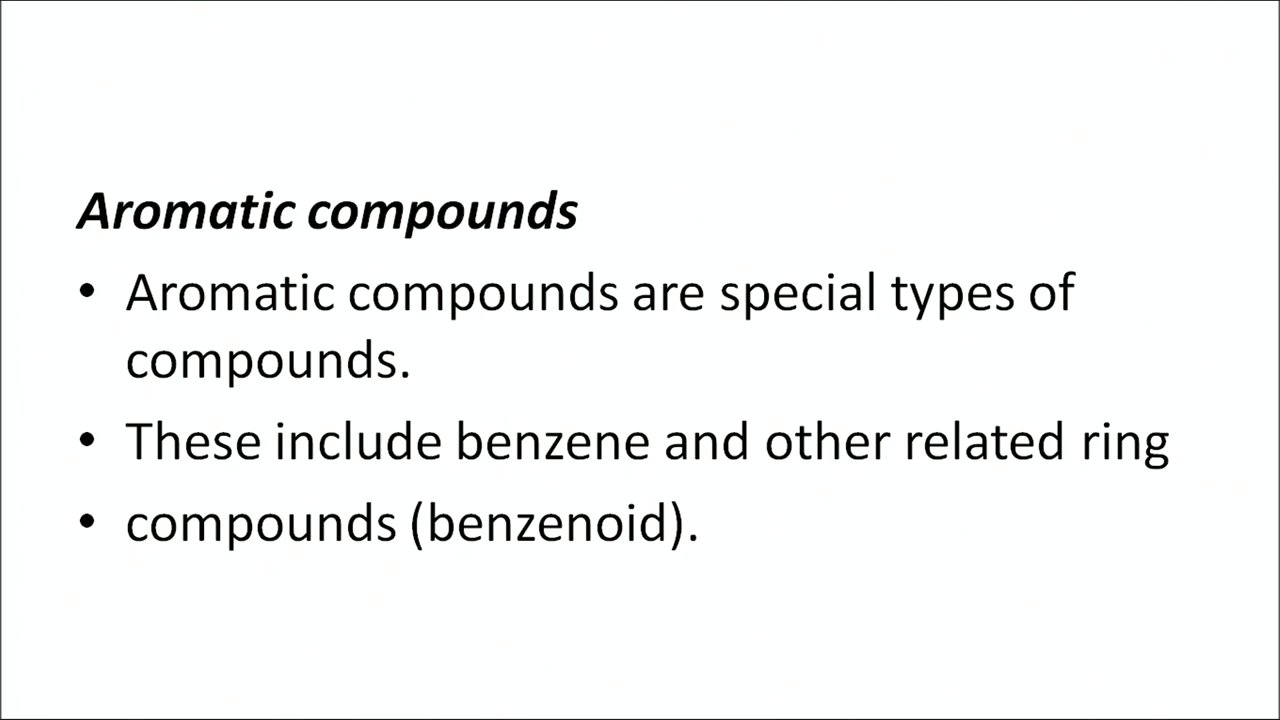 Aromatic compounds
• Aromatic compounds are special types of
compounds.
• These include benzene and other related ring
• compounds (benzenoid).